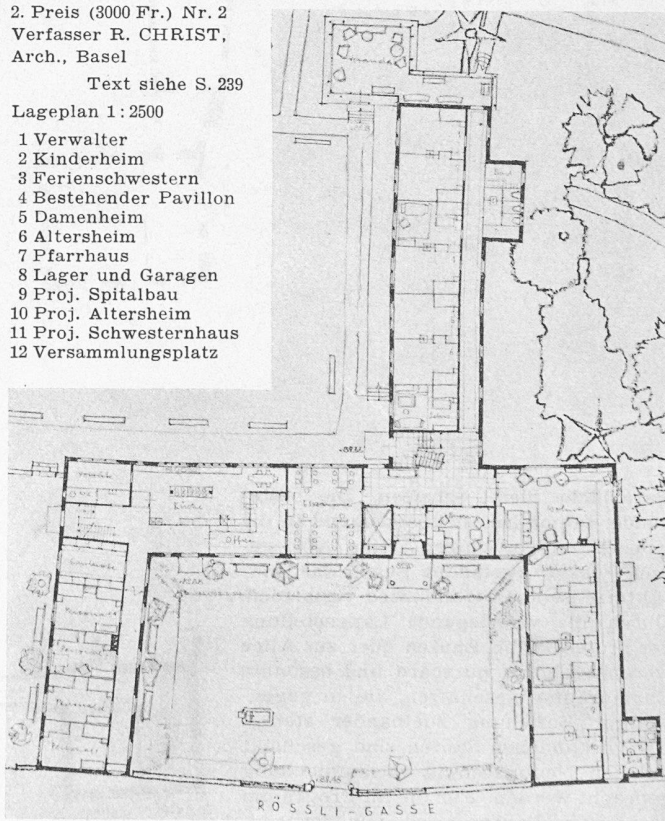 2. Preis (3000 Fr.) Nr. 2
Verfasser R. CHRIST,
Arch., Basel
Text siehe S. 239
Lageplan 1:2500
1 Verwalter
2 Kinderheim
3 Ferienschwestern
4 Bestehender Pavillon
5 Damenheim
6 Altersheim
7 Pfarrhaus
8 Lager und Garagen
9 Proj. Spitalbau
10 Proj. Altersheim
11 Proj. Schwesternhaus
12 Versammlungsplatz
Küche
Office
RÖSSLI-GASSE